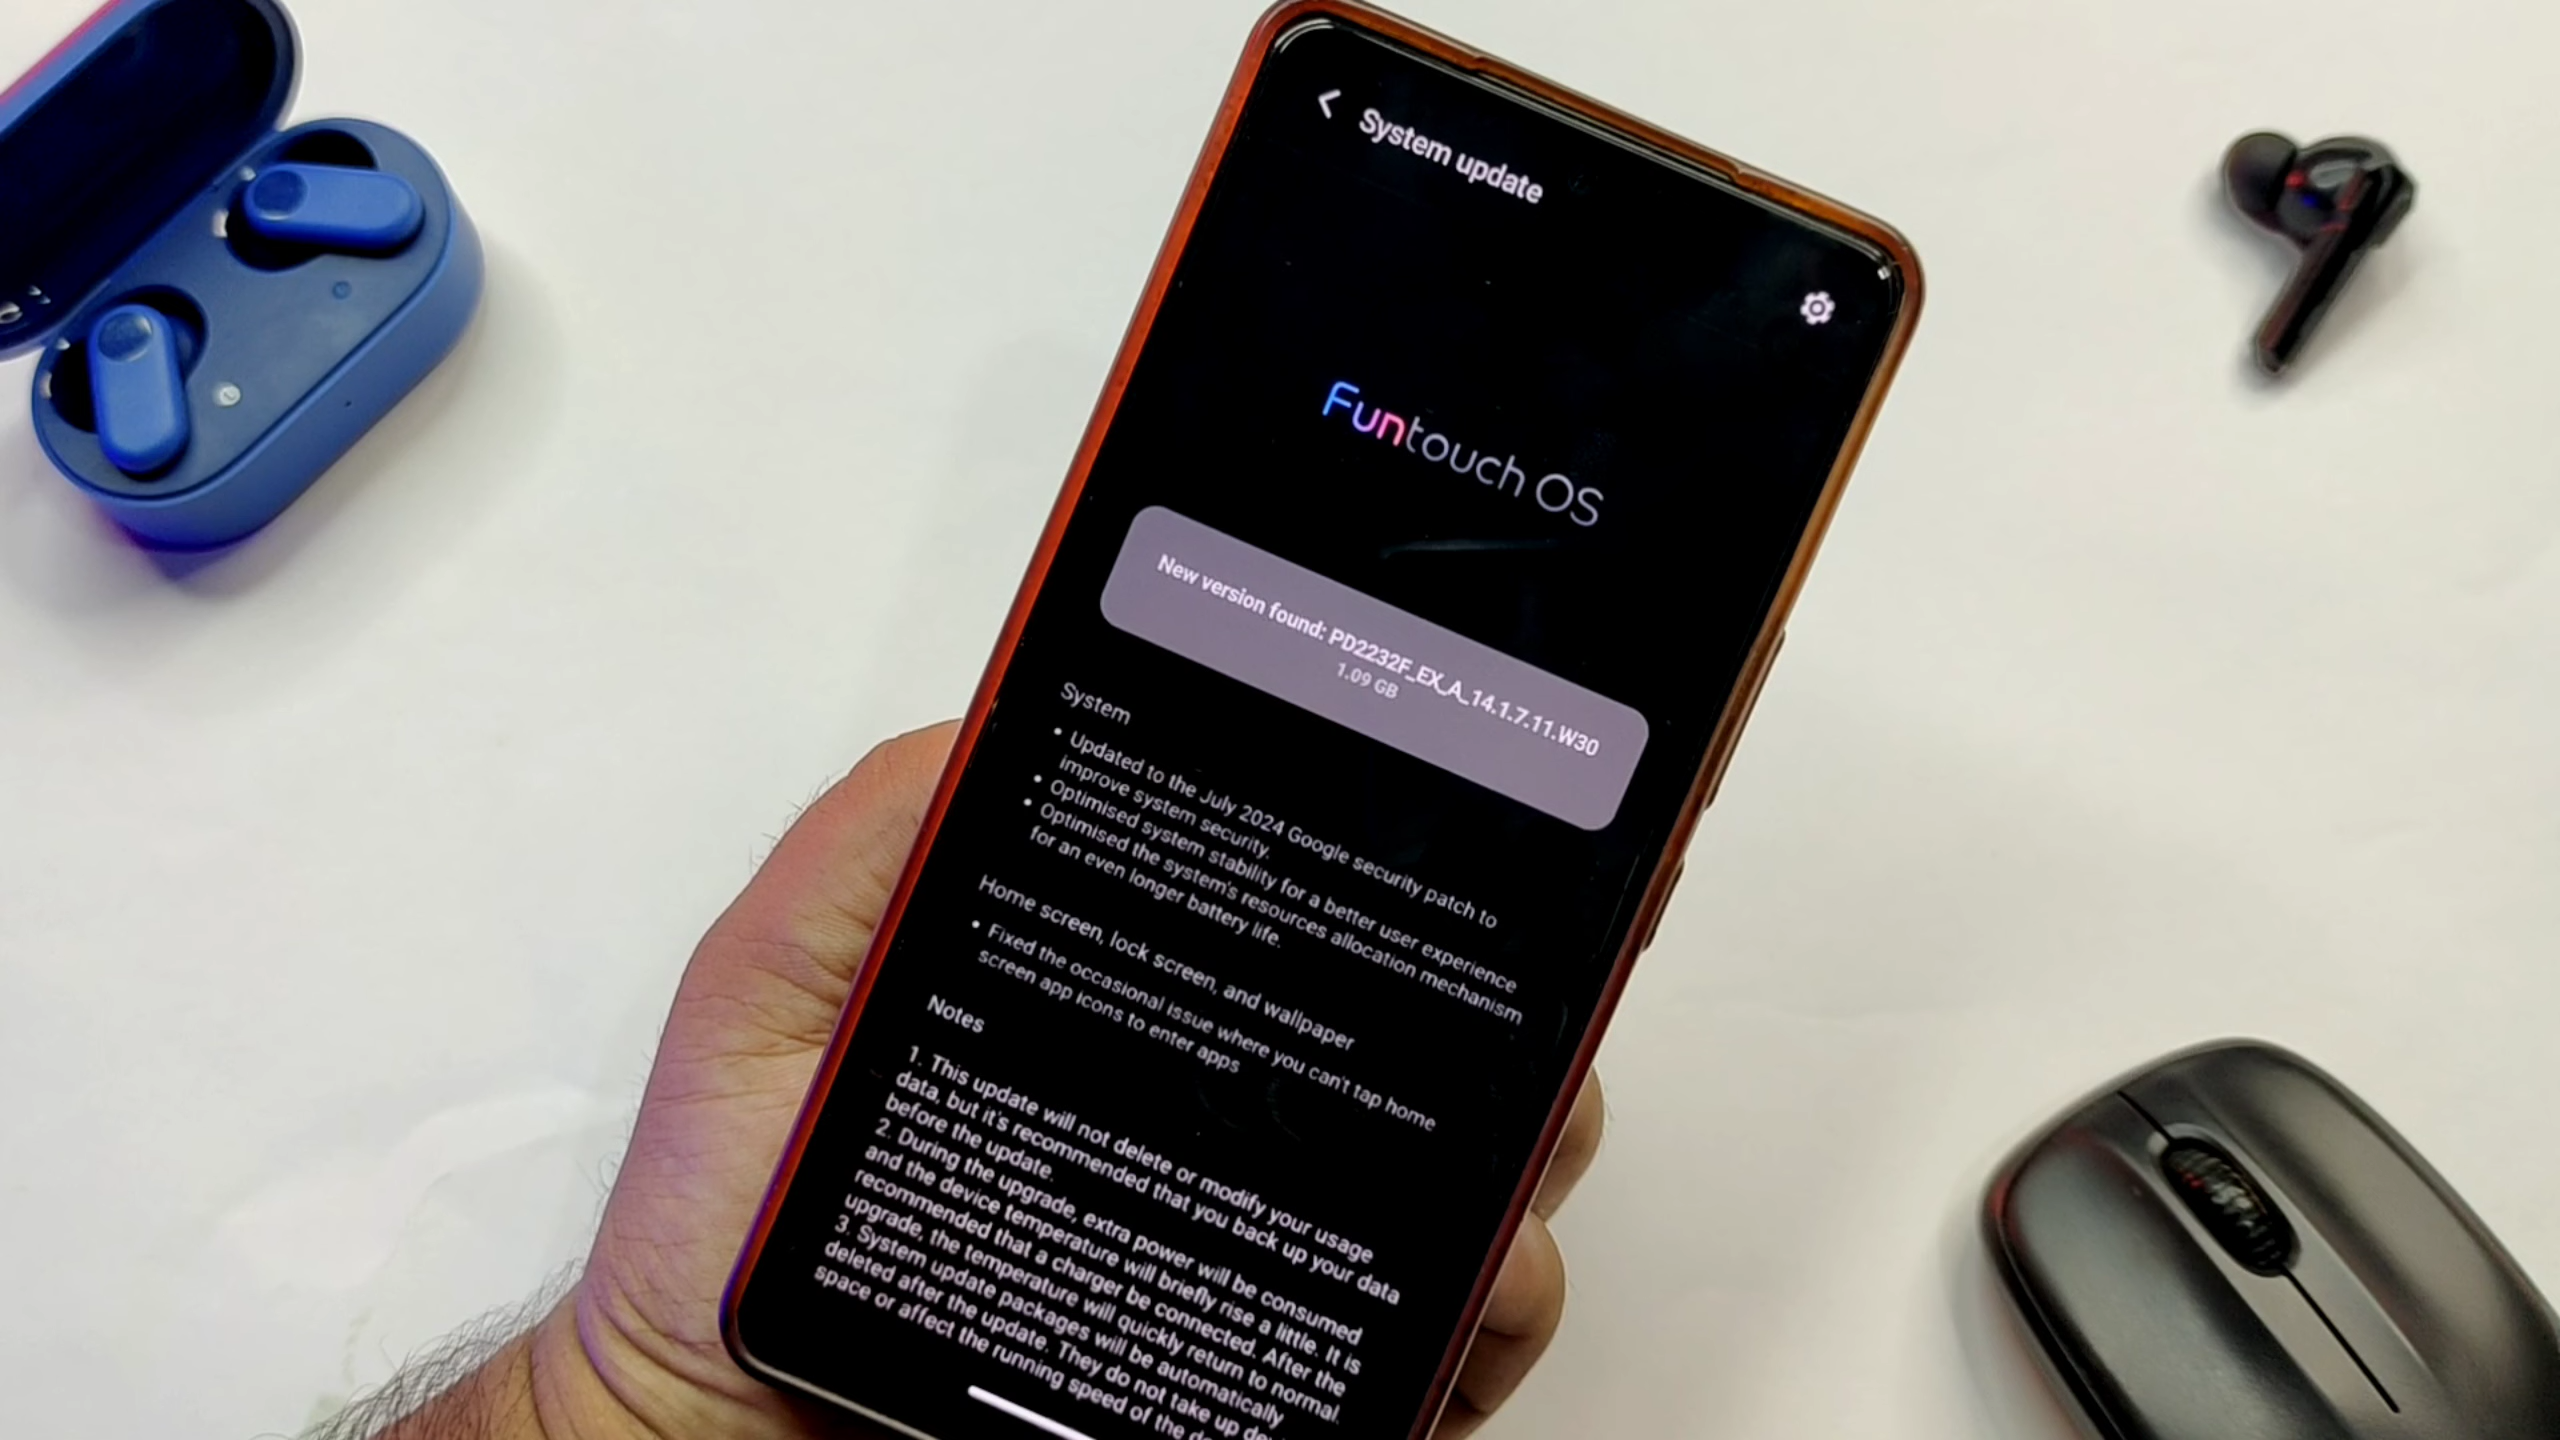 System update
Funtouch OS
New version found: PD2232F_EX_A_14.1.7.11.W30
1.09 GB
System
• Updated to the July 2024 Google security patch to
improve system security.
• Optimised system stability for a better user experience
• Optimised the system's resources allocation mechanism
for an even longer battery life.
Home screen, lock screen, and wallpaper
• Fixed the occasional issue where you can't tap home
screen app icons to enter apps
Notes
1. This update will not delete or modify your usage
data, but it's recommended that you back up your data
before the update.
2. During the upgrade, extra power will be consumed
and the device temperature will briefly rise a little. It is
recommended that a charger be connected. After the
upgrade, the temperature will quickly return to normal.
3. System update packages will be automatically
deleted after the update. They do not take up
space or affect the running speed of the